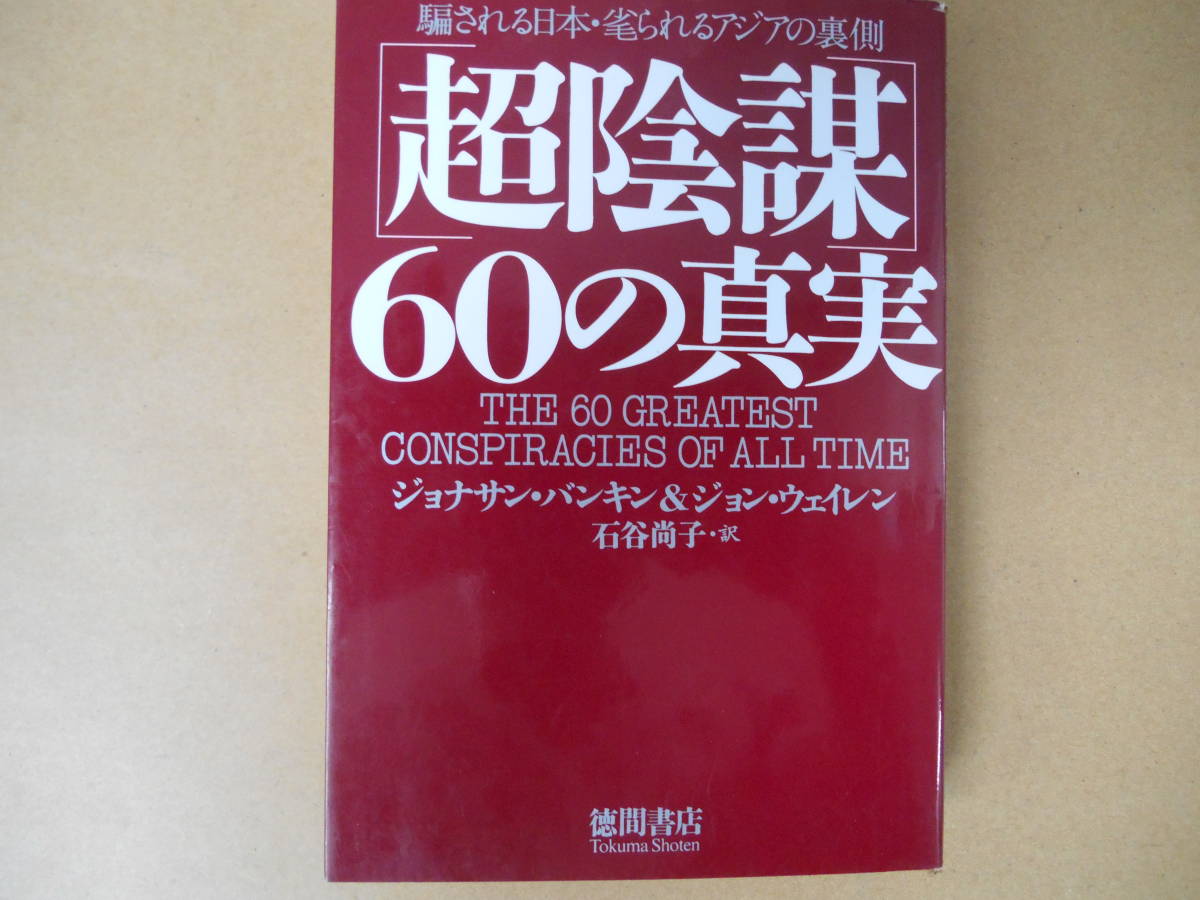 騙される日本・毟られるアジアの裏側
[超陰謀]
60の真実
THE 60 GREATEST
CONSPIRACIES OF ALL TIME
ジョナサン・バンキン&ジョン・ウェイレン
石谷尚子・訳
徳間書店
Tokuma Shoten